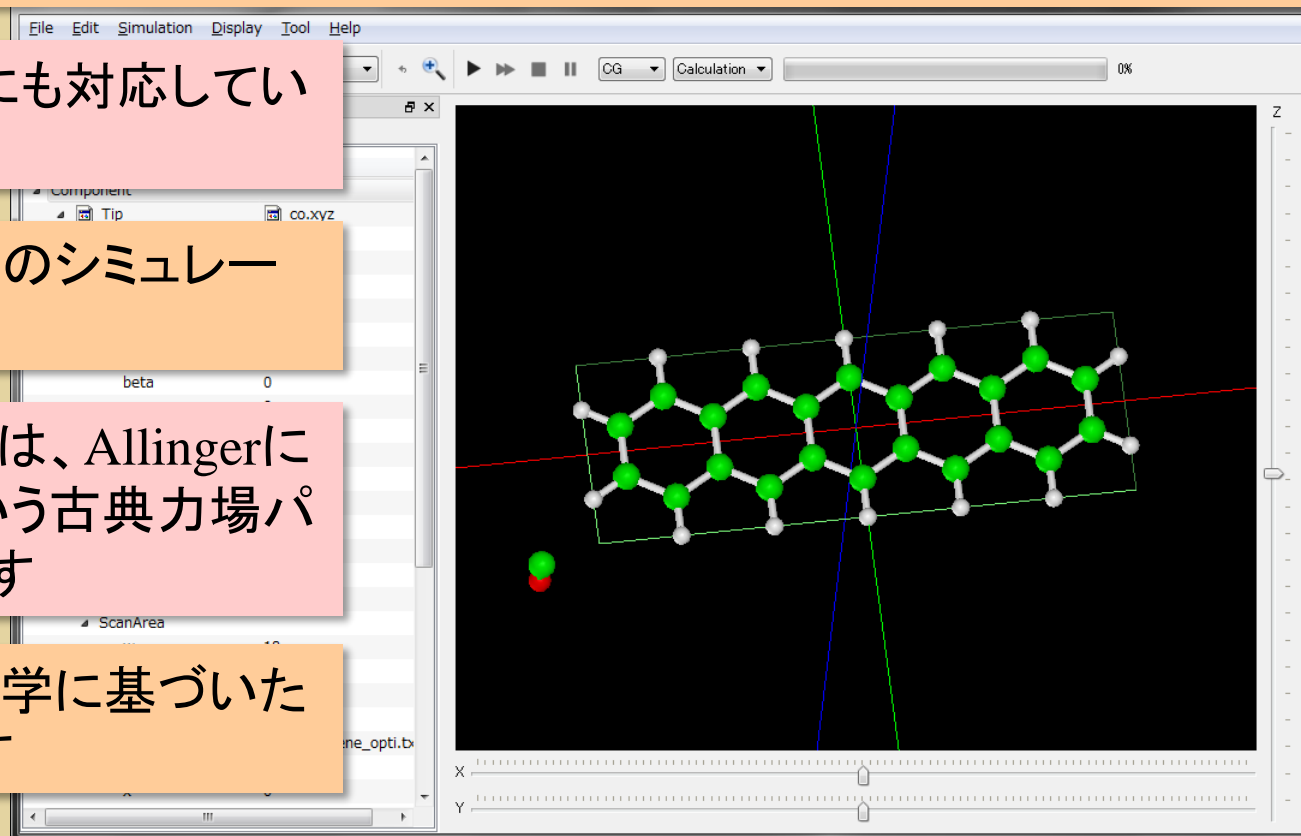 File Edit Simulation Display Tool Help
にも対応してい
CG Calculation 0%
Component
Tip co.xyz
のシミュレー
beta 0
は、Allingerに
いう古典力場パ
す
ScanArea
学に基づいた
ene_opti.tx
Z
X
Y